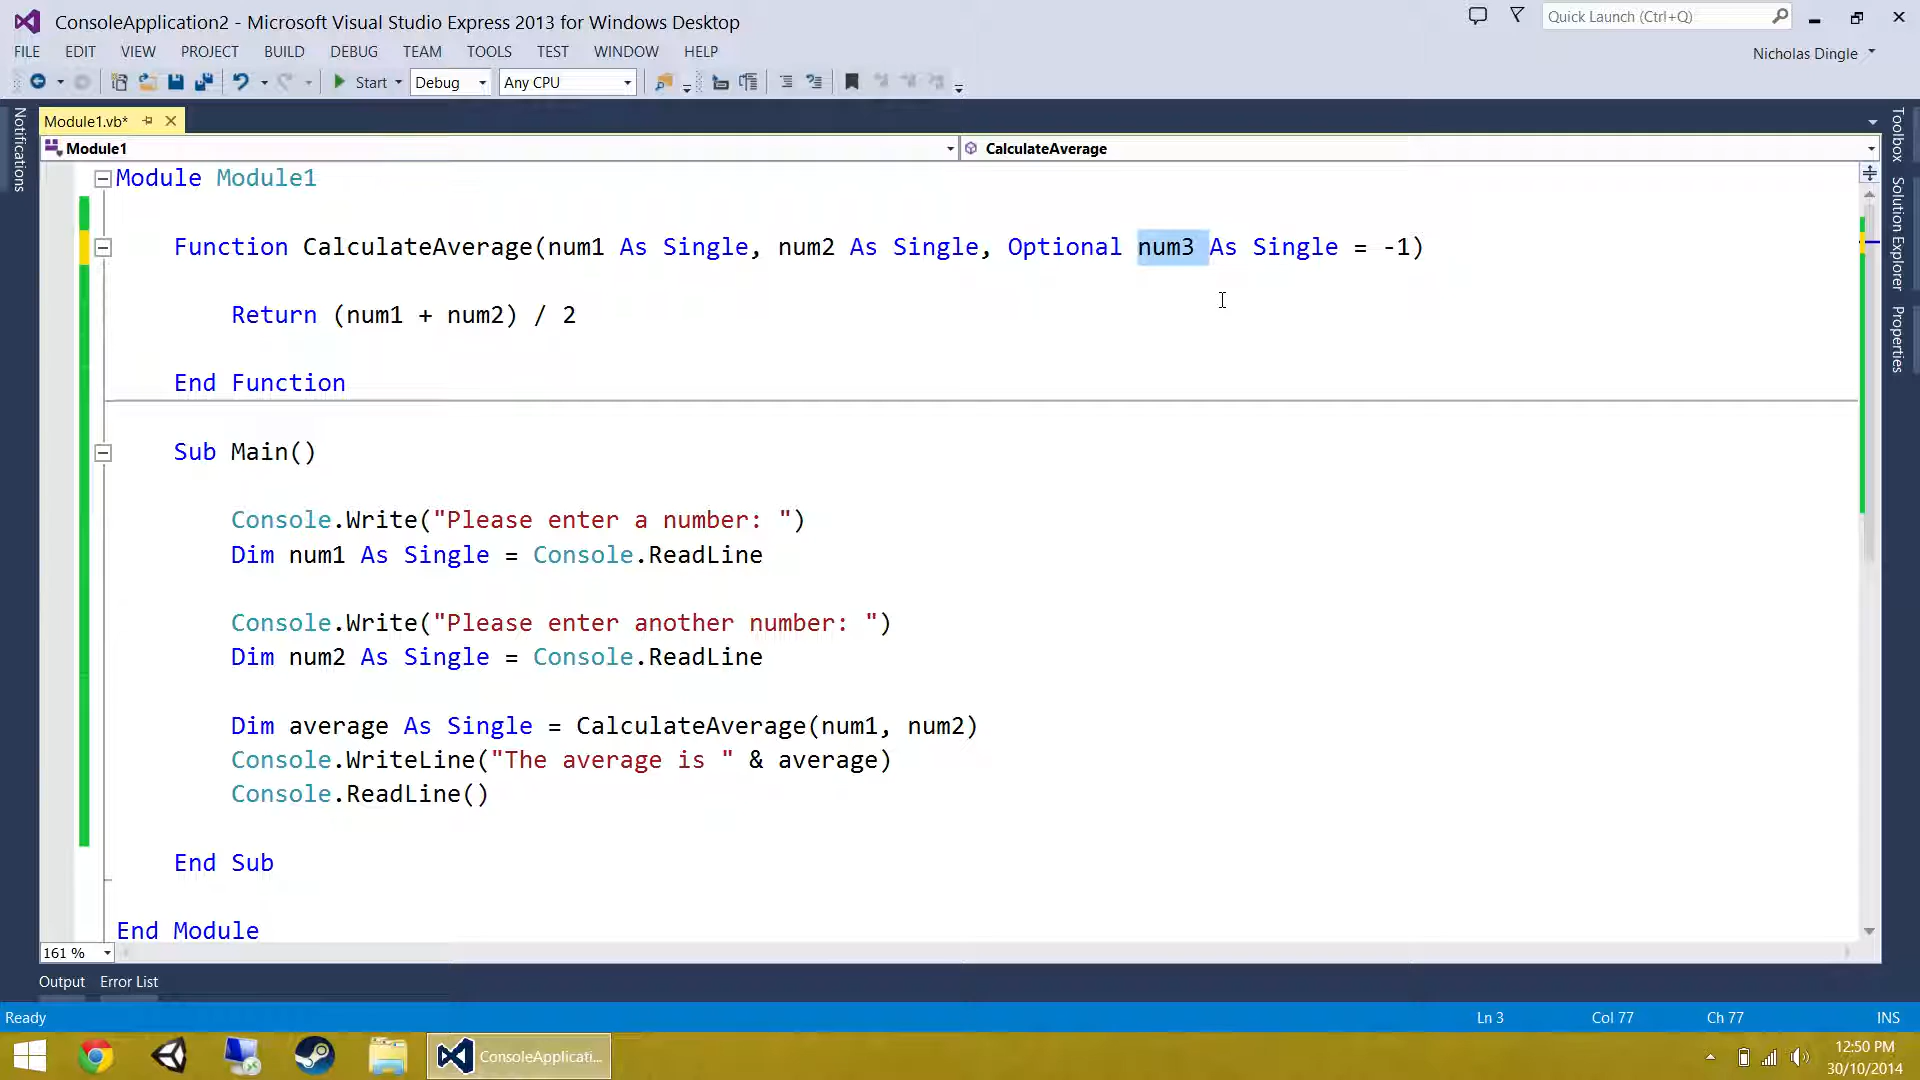 ConsoleApplication2 - Microsoft Visual Studio Express 2013 for Windows Desktop
Quick Launch (Ctrl+Q)
FILE EDIT VIEW PROJECT BUILD DEBUG TEAM TOOLS TEST WINDOW HELP
Nicholas Dingle
Start Debug Any CPU
Notifications
Module1.vb*
Toolbox
Solution Explorer
Properties
Module1
CalculateAverage
Module Module1
Function CalculateAverage(num1 As Single, num2 As Single, Optional num3 As Single = -1)
Return (num1 + num2) / 2
End Function
Sub Main()
Console.Write("Please enter a number: ")
Dim num1 As Single = Console.ReadLine
Console.Write("Please enter another number: ")
Dim num2 As Single = Console.ReadLine
Dim average As Single = CalculateAverage(num1, num2)
Console.WriteLine("The average is " & average)
Console.ReadLine()
End Sub
End Module
161 %
Output Error List
Ready
Ln 3 Col 77 Ch 77 INS
ConsoleApplicati...
12:50 PM
30/10/2014